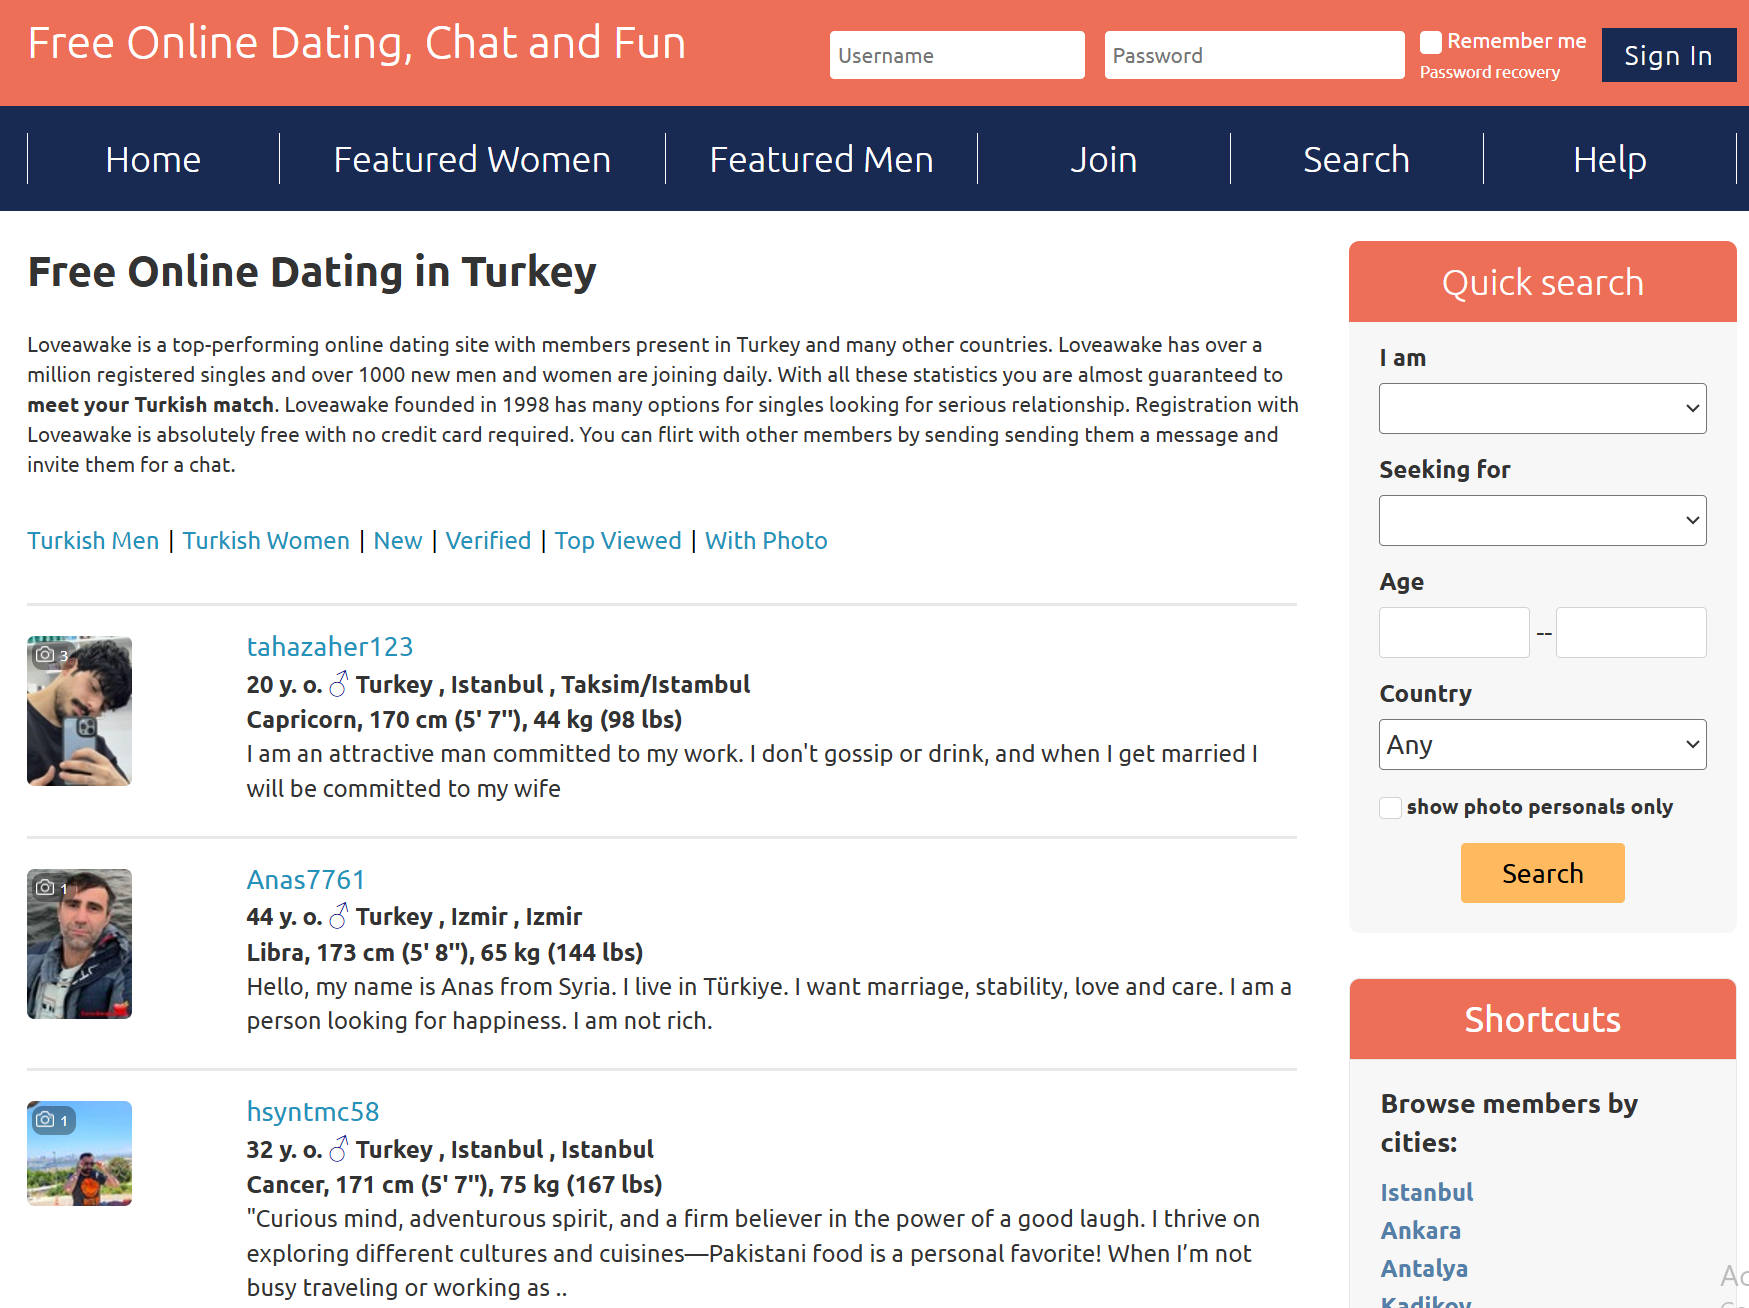 Free Online Dating, Chat and Fun
Username
Password
Remember me
Password recovery
Sign In
Home
Featured Women
Featured Men
Join
Search
Help
Free Online Dating in Turkey
Loveawake is a top-performing online dating site with members present in Turkey and many other countries. Loveawake has over a
million registered singles and over 1000 new men and women are joining daily. With all these statistics you are almost guaranteed to
meet your Turkish match. Loveawake founded in 1998 has many options for singles looking for serious relationship. Registration with
Loveawake is absolutely free with no credit card required. You can flirt with other members by sending sending them a message and
invite them for a chat.
Turkish Men | Turkish Women | New | Verified | Top Viewed | With Photo
3
tahazaher123
20 y. o. ♂ Turkey , Istanbul , Taksim/Istambul
Capricorn, 170 cm (5' 7"), 44 kg (98 lbs)
I am an attractive man committed to my work. I don't gossip or drink, and when I get married I
will be committed to my wife
1
Anas7761
44 y. o. ♂ Turkey , Izmir , Izmir
Libra, 173 cm (5' 8"), 65 kg (144 lbs)
Hello, my name is Anas from Syria. I live in Türkiye. I want marriage, stability, love and care. I am a
person looking for happiness. I am not rich.
1
hsyntmc58
32 y. o. ♂ Turkey , Istanbul , Istanbul
Cancer, 171 cm (5' 7"), 75 kg (167 lbs)
"Curious mind, adventurous spirit, and a firm believer in the power of a good laugh. I thrive on
exploring different cultures and cuisines—Pakistani food is a personal favorite! When I’m not
busy traveling or working as ..
Quick search
I am
Seeking for
Age
--
Country
Any
show photo personals only
Search
Shortcuts
Browse members by
cities:
Istanbul
Ankara
Antalya
Kadikoy